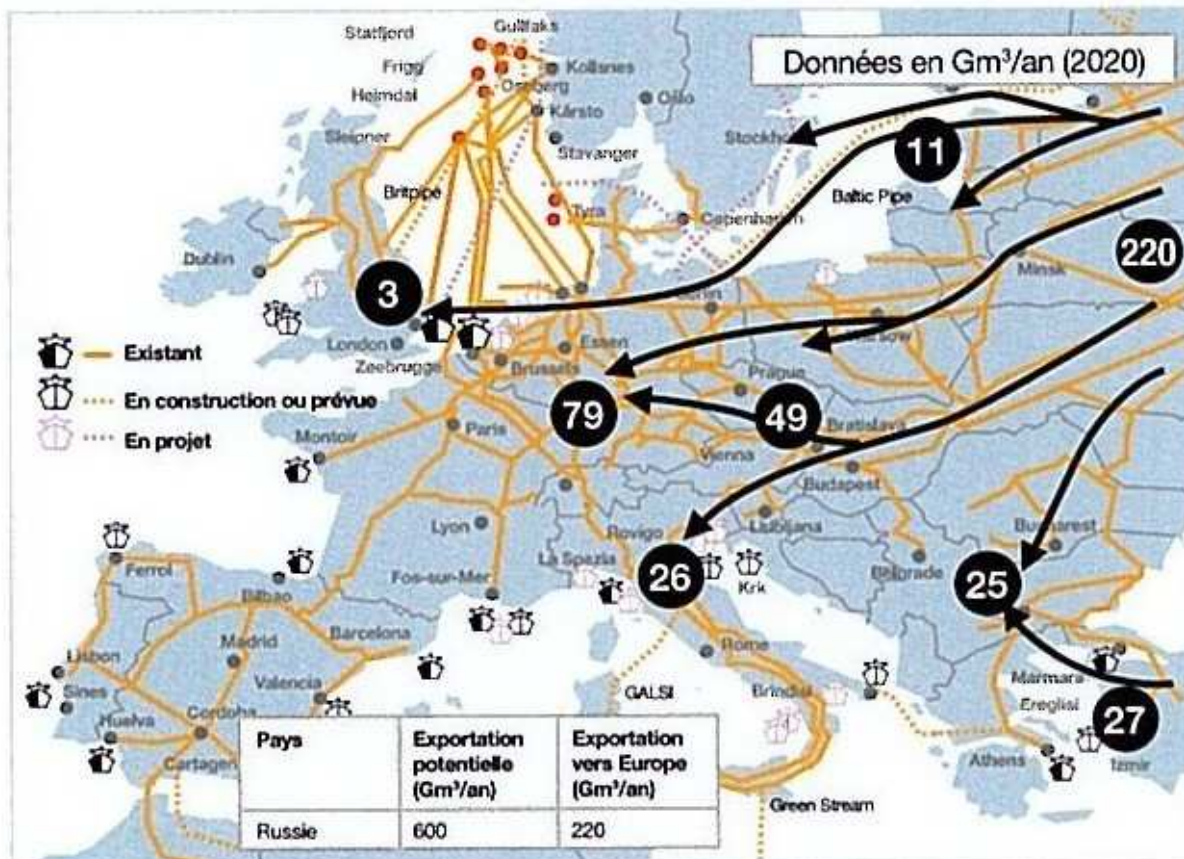 Données en Gm³/an (2020)
Statfjord
Gullfaks
Frigg
Kollsnes
Heimdal
Oseberg
Oslo
Kårsto
Sleipner
Stavanger
Stockholm
11
Britpipe
Baltic Pipe
Tyra
Copenhagen
220
Dublin
Minsk
3
Berlin
London
Zeebrugge
Essen
Warsaw
Brussels
Existant
En construction ou prévue
En projet
Prague
79
49
Bratislava
Montoir
Paris
Vienna
Budapest
Lyon
Rovigo
Ljubljana
Bucharest
La Spazia
Ferrol
Fos-sur-Mer
26
Krk
Belgrade
25
Bilbao
Barcelona
Madrid
Rome
Lisbon
Valencia
GALSI
Brindisi
Marmara
Ereglisi
Sines
27
Huelva
Cordoba
Athens
Izmir
Cartagen
Green Stream
Pays
Exportation potentielle (Gm³/an)
Exportation vers Europe (Gm³/an)
Russie
600
220